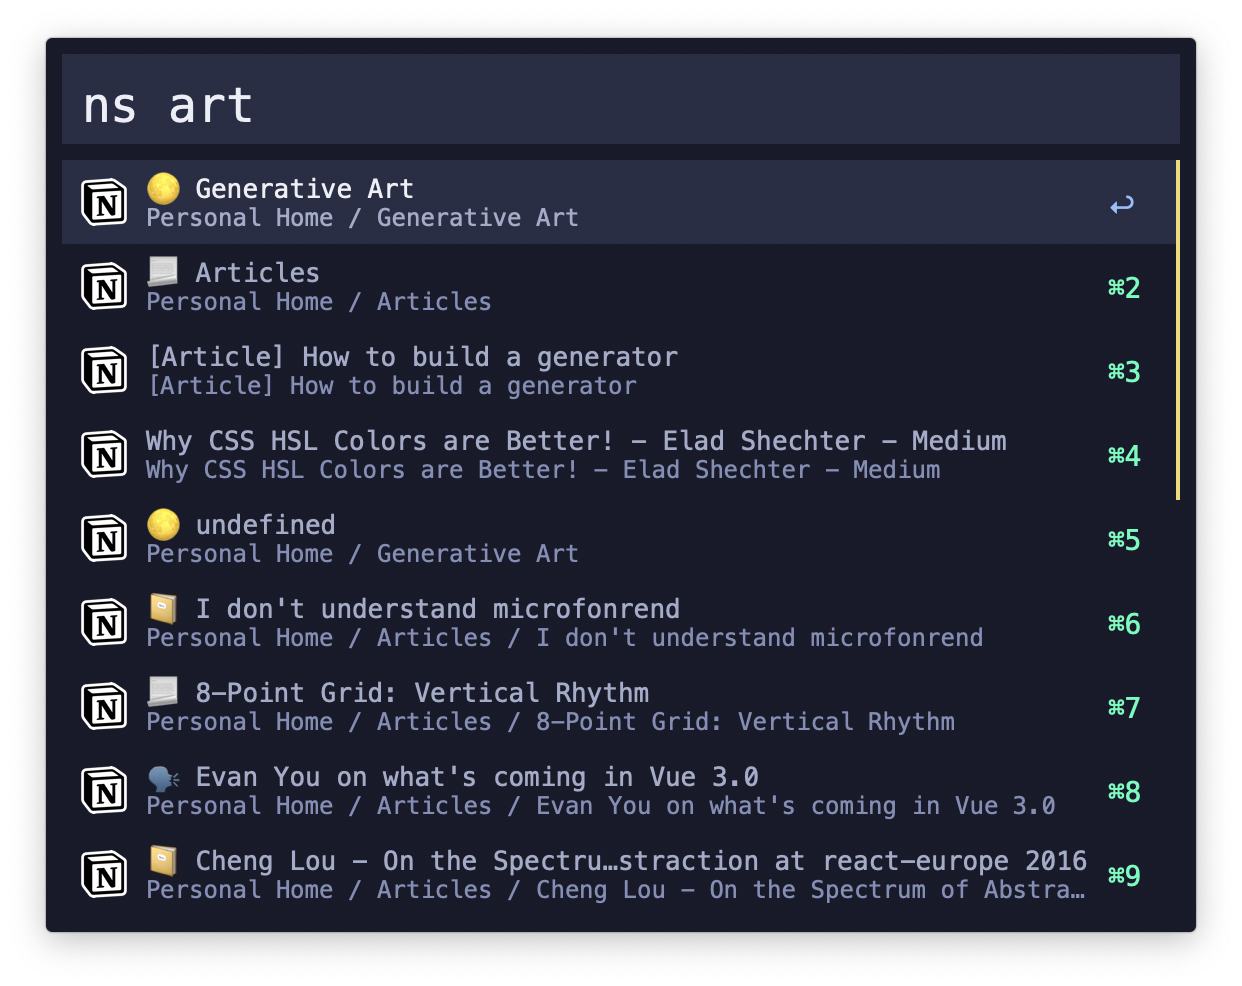 ns art
Generative Art
Personal Home / Generative Art
↩
Articles
Personal Home / Articles
⌘2
[Article] How to build a generator
[Article] How to build a generator
⌘3
Why CSS HSL Colors are Better! – Elad Shechter – Medium
Why CSS HSL Colors are Better! – Elad Shechter – Medium
⌘4
undefined
Personal Home / Generative Art
⌘5
I don't understand microfonrend
Personal Home / Articles / I don't understand microfonrend
⌘6
8-Point Grid: Vertical Rhythm
Personal Home / Articles / 8-Point Grid: Vertical Rhythm
⌘7
Evan You on what's coming in Vue 3.0
Personal Home / Articles / Evan You on what's coming in Vue 3.0
⌘8
Cheng Lou - On the Spectru…straction at react-europe 2016
Personal Home / Articles / Cheng Lou - On the Spectrum of Abstra…
⌘9